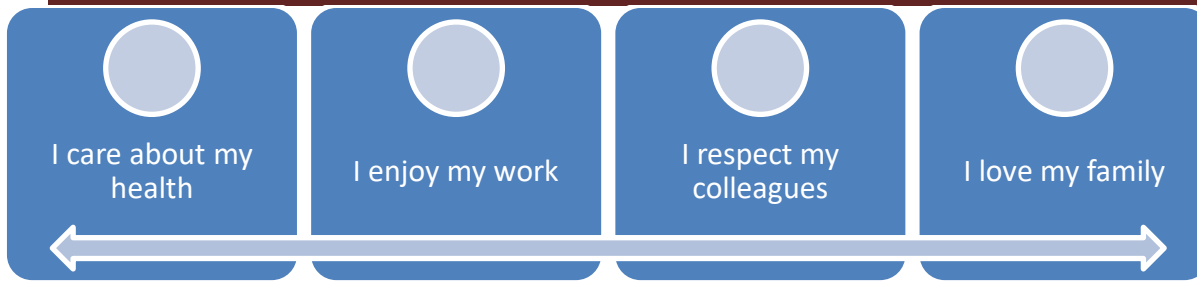 I care about my
health
I enjoy my work
I respect my
colleagues
I love my family